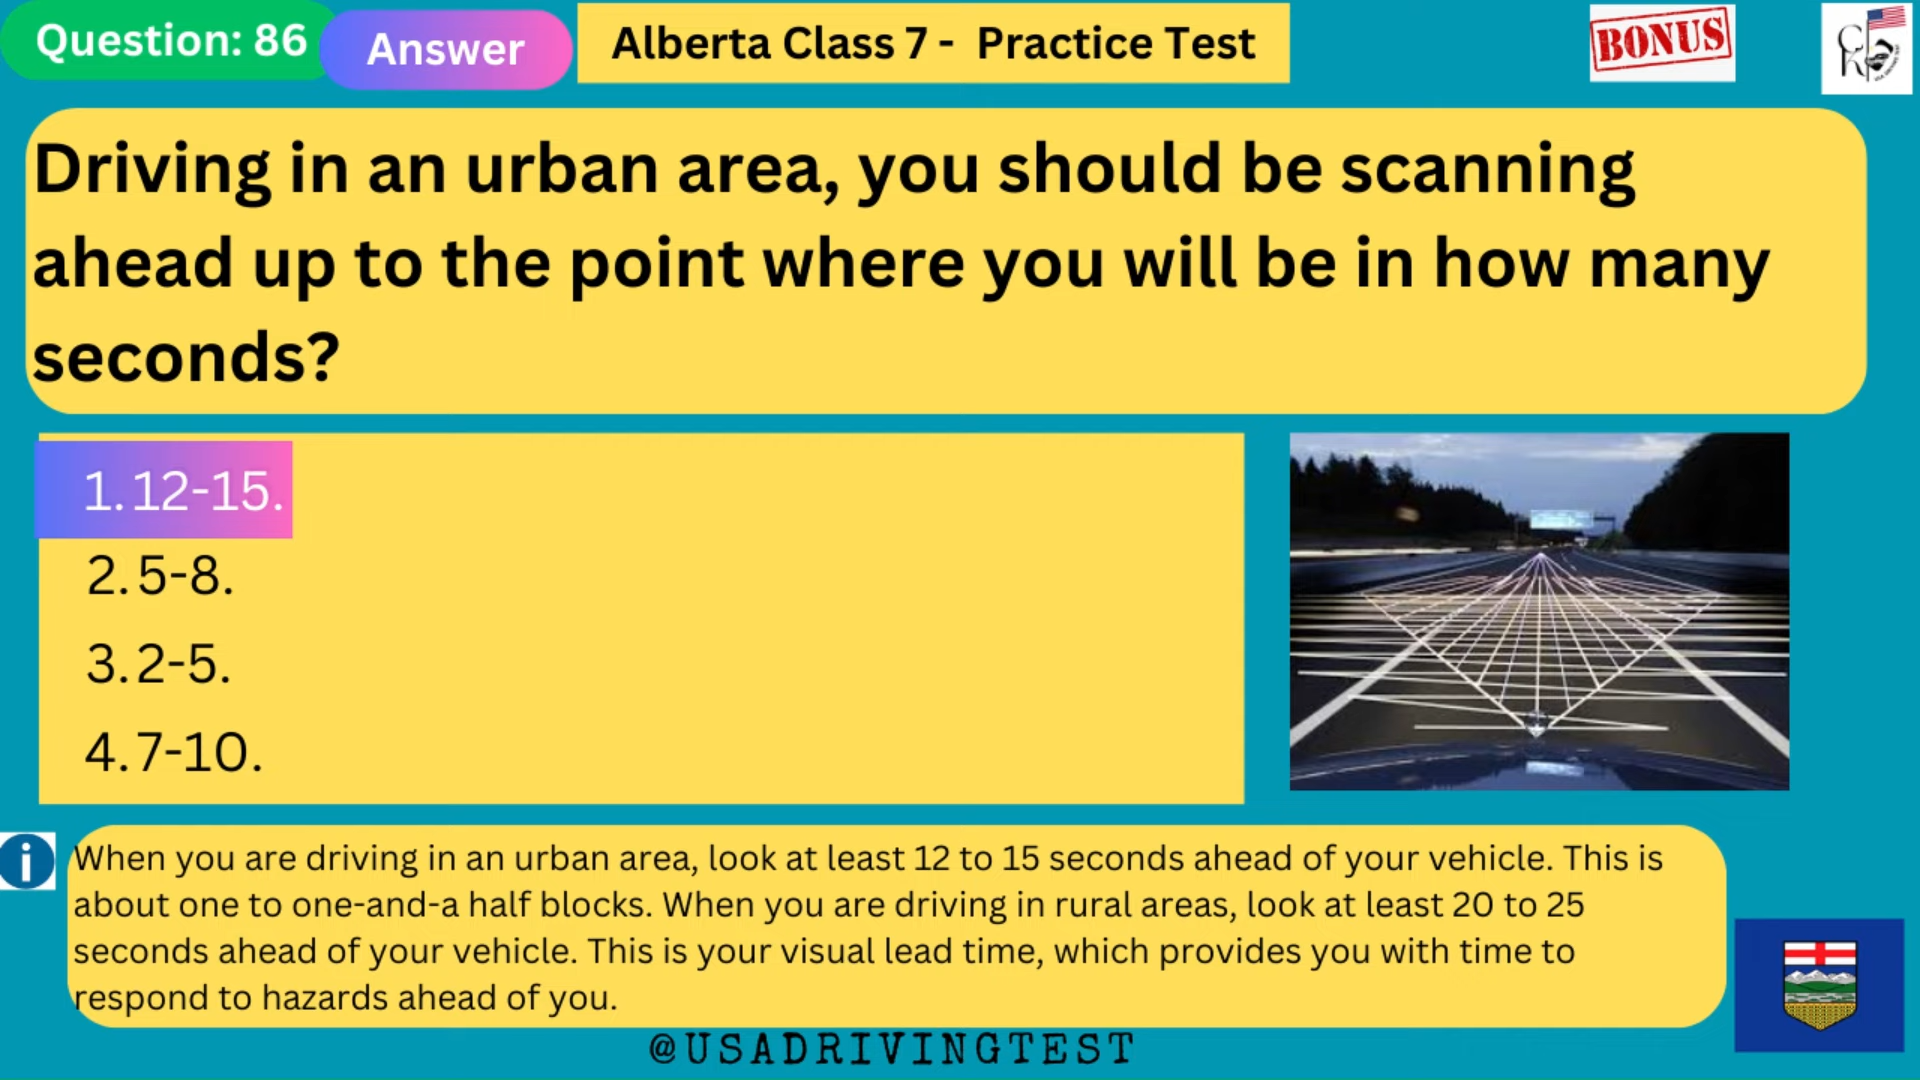 Question: 86
Answer
Alberta Class 7 - Practice Test
BONUS
Driving in an urban area, you should be scanning
ahead up to the point where you will be in how many
seconds?
1. 12-15.
2. 5-8.
3. 2-5.
4. 7-10.
When you are driving in an urban area, look at least 12 to 15 seconds ahead of your vehicle. This is
about one to one-and-a half blocks. When you are driving in rural areas, look at least 20 to 25
seconds ahead of your vehicle. This is your visual lead time, which provides you with time to
respond to hazards ahead of you.
@USADRIVINGTEST